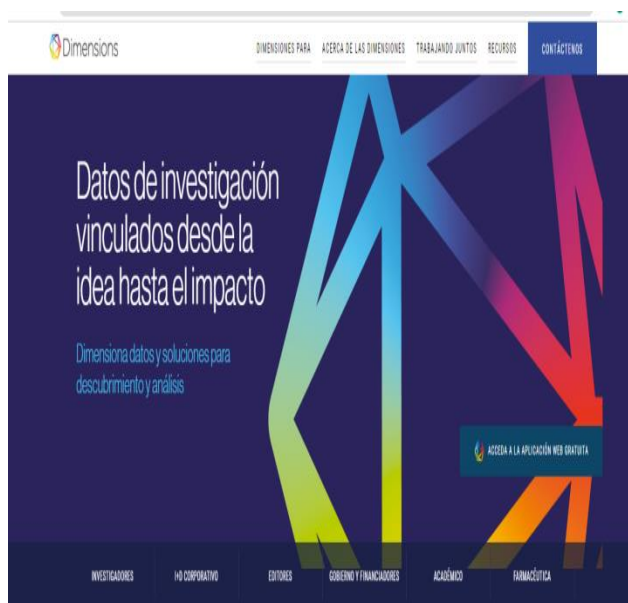 Dimensions
DIMENSIONES PARA
ACERCA DE LAS DIMENSIONES
TRABAJANDO JUNTOS
RECURSOS
CONTÁCTENOS
Datos de investigación
vinculados desde la
idea hasta el impacto
Dimensiona datos y soluciones para
descubrimiento y análisis
ACCEDA A LA APLICACIÓN WEB GRATUITA
INVESTIGADORES
I+D CORPORATIVO
EDITORES
GOBIERNO Y FINANCIADORES
ACADÉMICO
FARMACÉUTICA